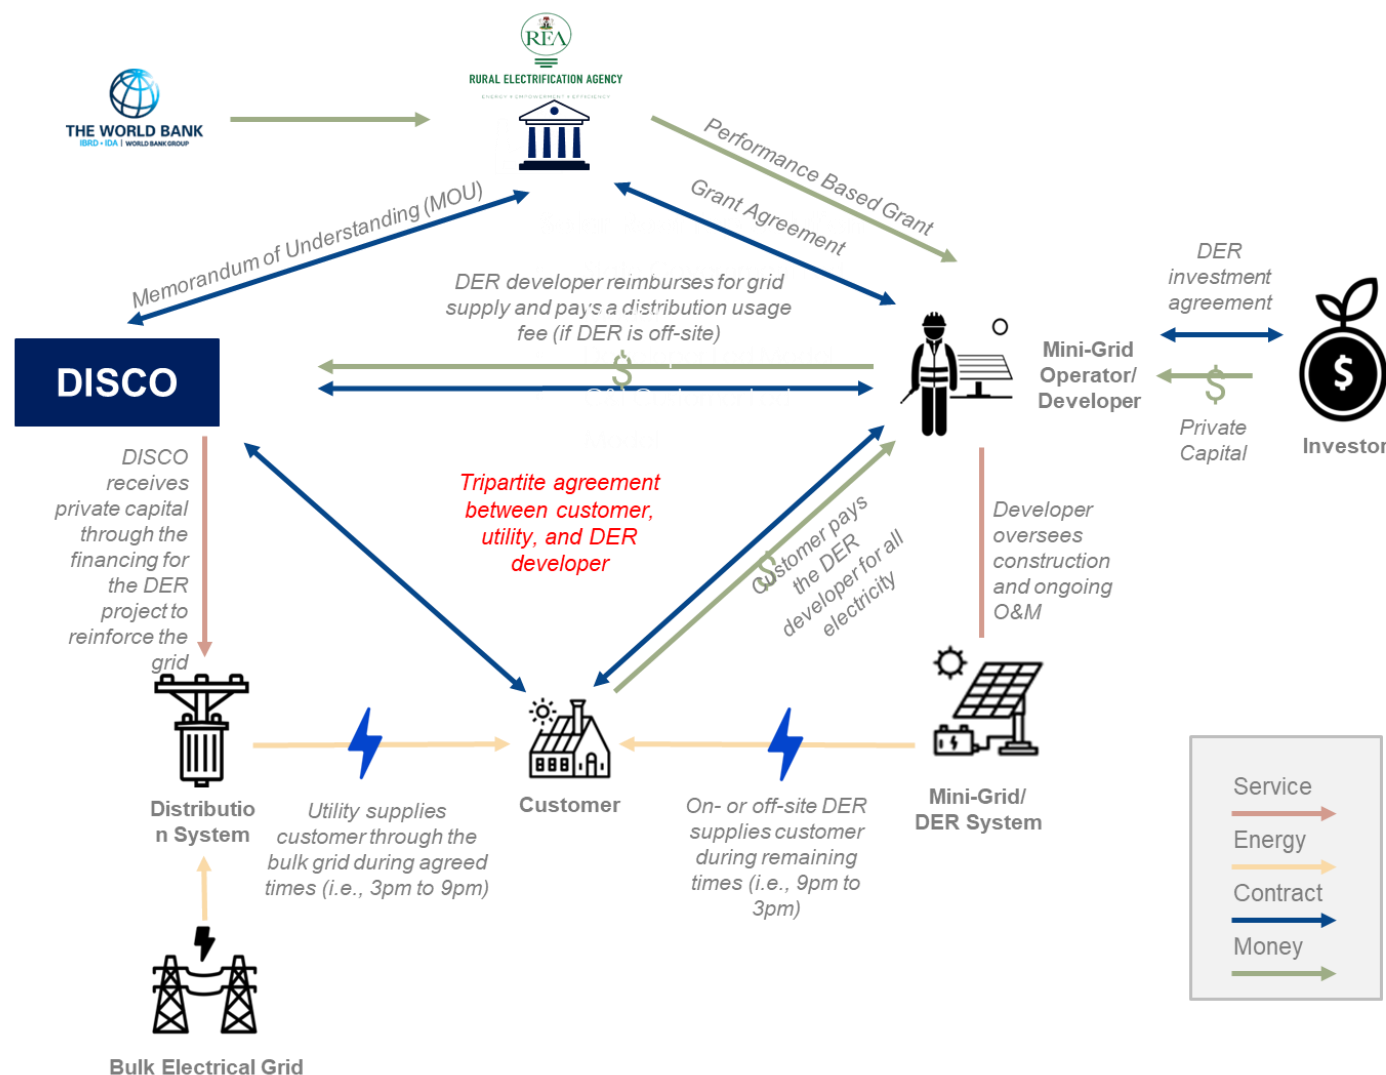 REA
RURAL ELECTRIFICATION AGENCY
ENERGY • EMPOWERMENT • EFFICIENCY
THE WORLD BANK
IBRD • IDA | WORLD BANK GROUP
Performance Based Grant
Grant Agreement
Memorandum of Understanding (MOU)
DER
investment
agreement
DER developer reimburses for grid
supply and pays a distribution usage
fee (if DER is off-site)
$
DISCO
Mini-Grid
Operator/
Developer
$
$
Private
Capital
Investor
DISCO
receives
private capital
through the
financing for
the DER
project to
reinforce the
grid
Tripartite agreement
between customer,
utility, and DER
developer
$
Customer pays
the DER
developer for all
electricity
Developer
oversees
construction
and ongoing
O&M
Distributio
n System
Customer
Mini-Grid/
DER System
Utility supplies
customer through the
bulk grid during agreed
times (i.e., 3pm to 9pm)
On- or off-site DER
supplies customer
during remaining
times (i.e., 9pm to
3pm)
Service
Energy
Contract
Money
Bulk Electrical Grid